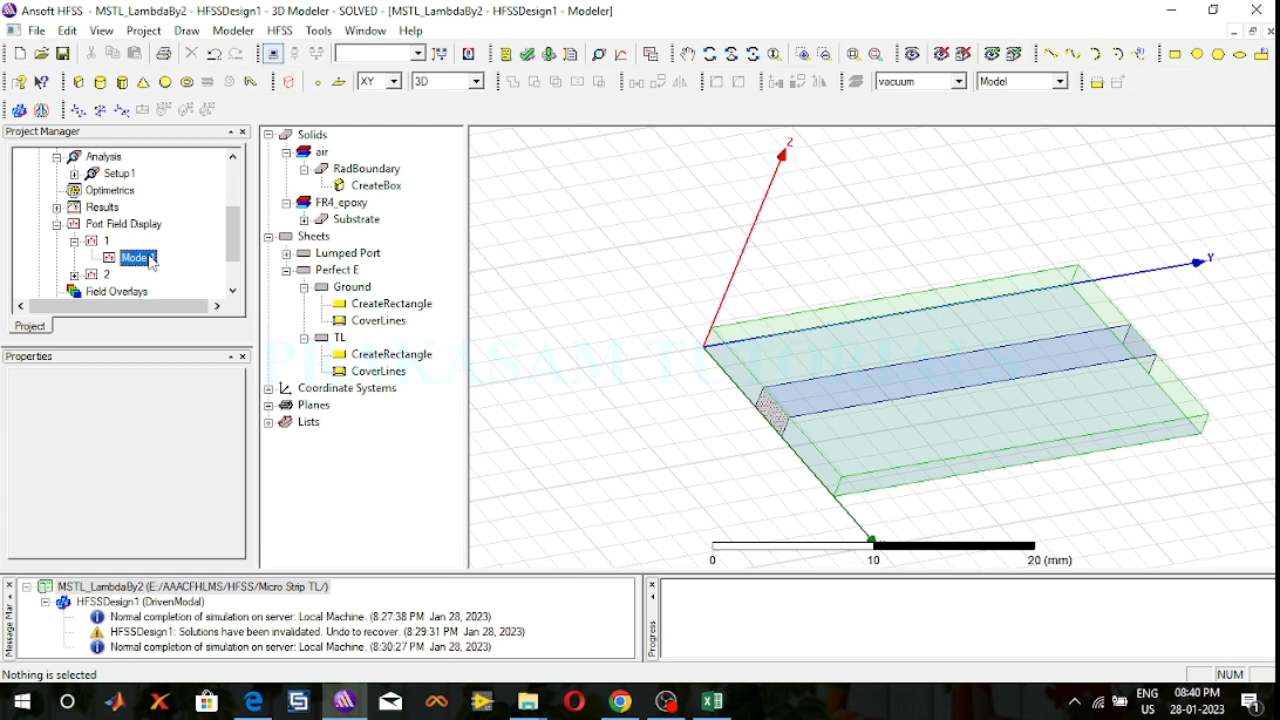 Ansoft HFSS - MSTL_LambdaBy2 - HFSSDesign1 - 3D Modeler - SOLVED - [MSTL_LambdaBy2 - HFSSDesign1 - Modeler]
File Edit View Project Draw Modeler HFSS Tools Window Help
XY 3D vacuum Model
Project Manager
Analysis
Setup1
Optimetrics
Results
Port Field Display
1
Mode
2
Field Overlays
Project
Properties
Solids
air
RadBoundary
CreateBox
FR4_epoxy
Substrate
Sheets
Lumped Port
Perfect E
Ground
CreateRectangle
CoverLines
TL
CreateRectangle
CoverLines
Coordinate Systems
Planes
Lists
Z
Y
0 10 20 (mm)
MSTL_LambdaBy2 (E:/AAACFHLMS/HFSS/Micro Strip TL/)
HFSSDesign1 (DrivenModal)
Normal completion of simulation on server: Local Machine. (8:27:38 PM Jan 28, 2023)
HFSSDesign1: Solutions have been invalidated. Undo to recover. (8:29:31 PM Jan 28, 2023)
Normal completion of simulation on server: Local Machine. (8:30:27 PM Jan 28, 2023)
Message Mar
Progress
Nothing is selected
NUM
ENG
US
08:40 PM
28-01-2023